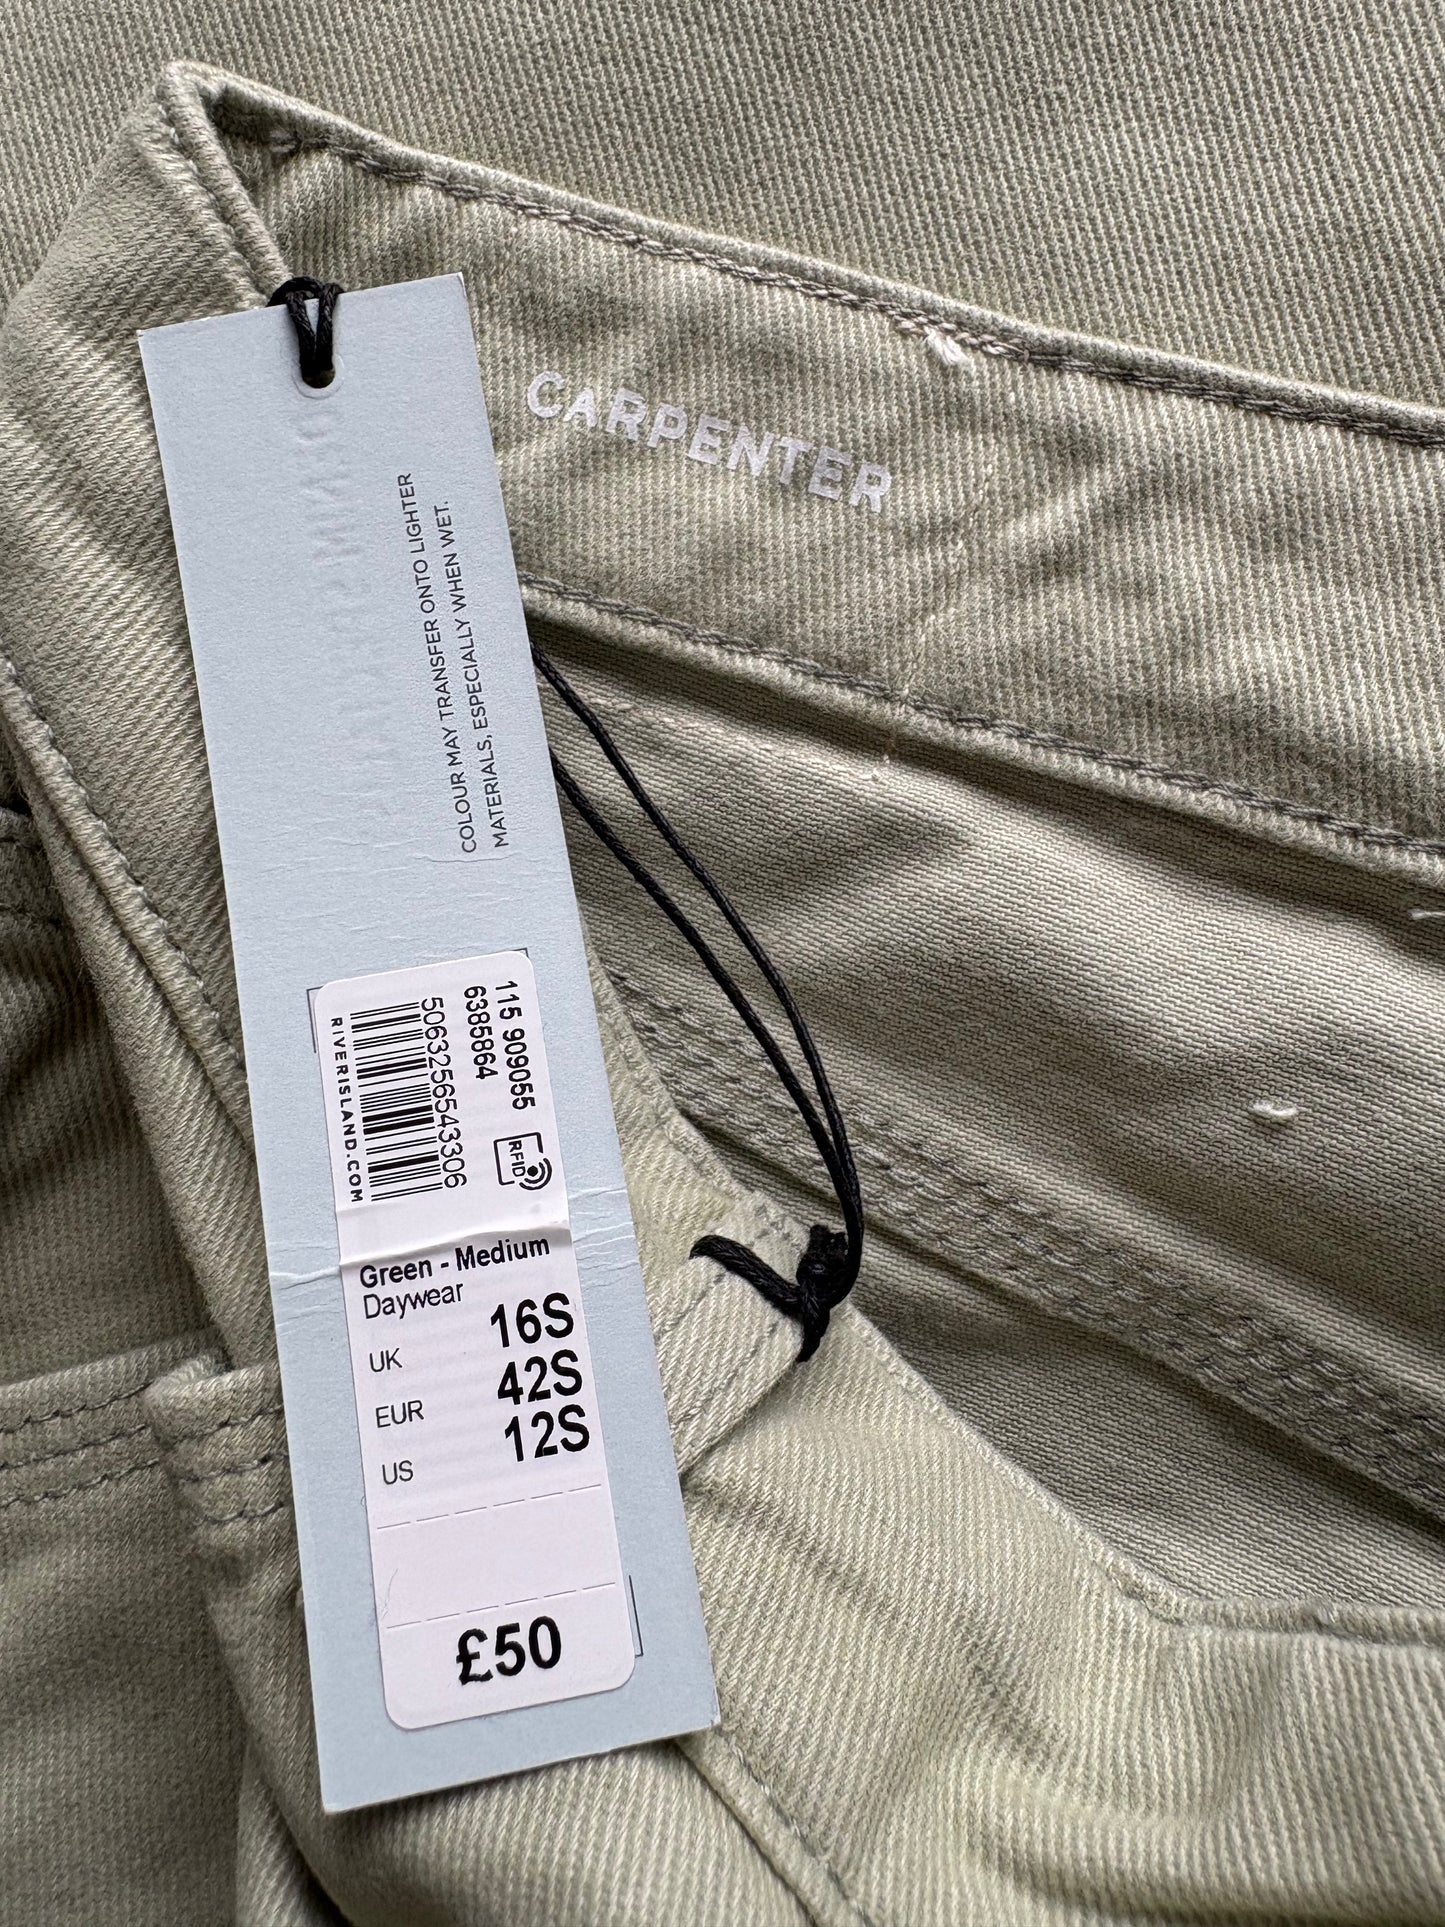 CARPENTER
COLOUR MAY TRANSFER ONTO LIGHTER
MATERIALS, ESPECIALLY WHEN WET.
115 909055
6385864
5063256543306
RIVERISLAND.COM
RFID
Green - Medium
Daywear
UK 16S
EUR 42S
US 12S
£50